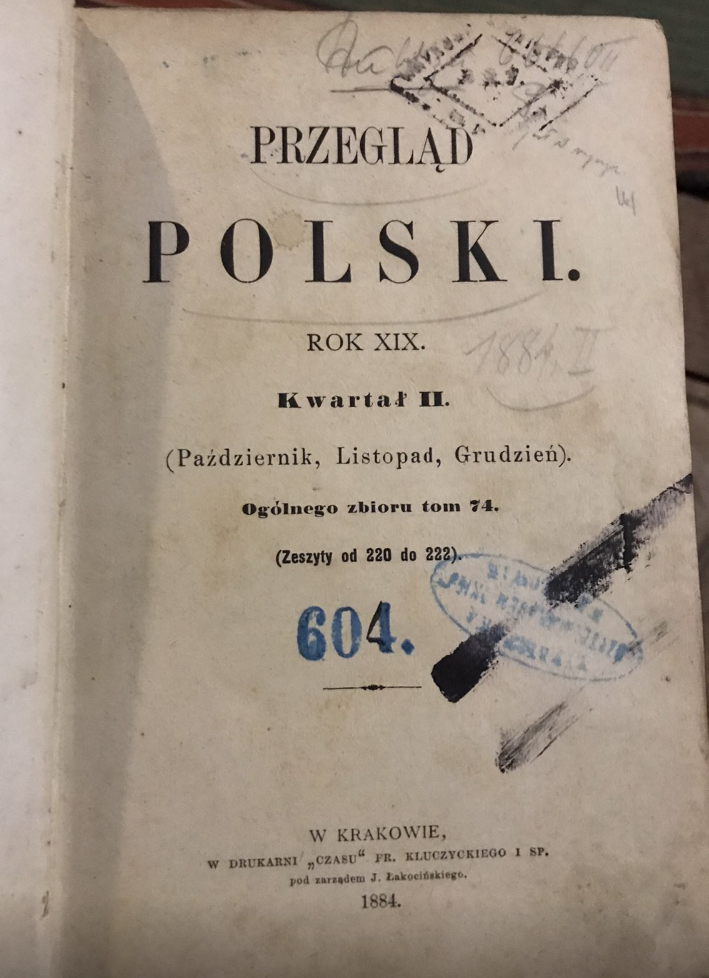 PRZEGLĄD
POLSKI.
ROK XIX.
1884, II
Kwartał II.
(Październik, Listopad, Grudzień).
Ogólnego zbioru tom 74.
(Zeszyty od 220 do 222).
604.
W KRAKOWIE,
W DRUKARNI „CZASU“ FR. KLUCZYCKIEGO I SP.
pod zarządem J. Łakocińskiego.
1884.